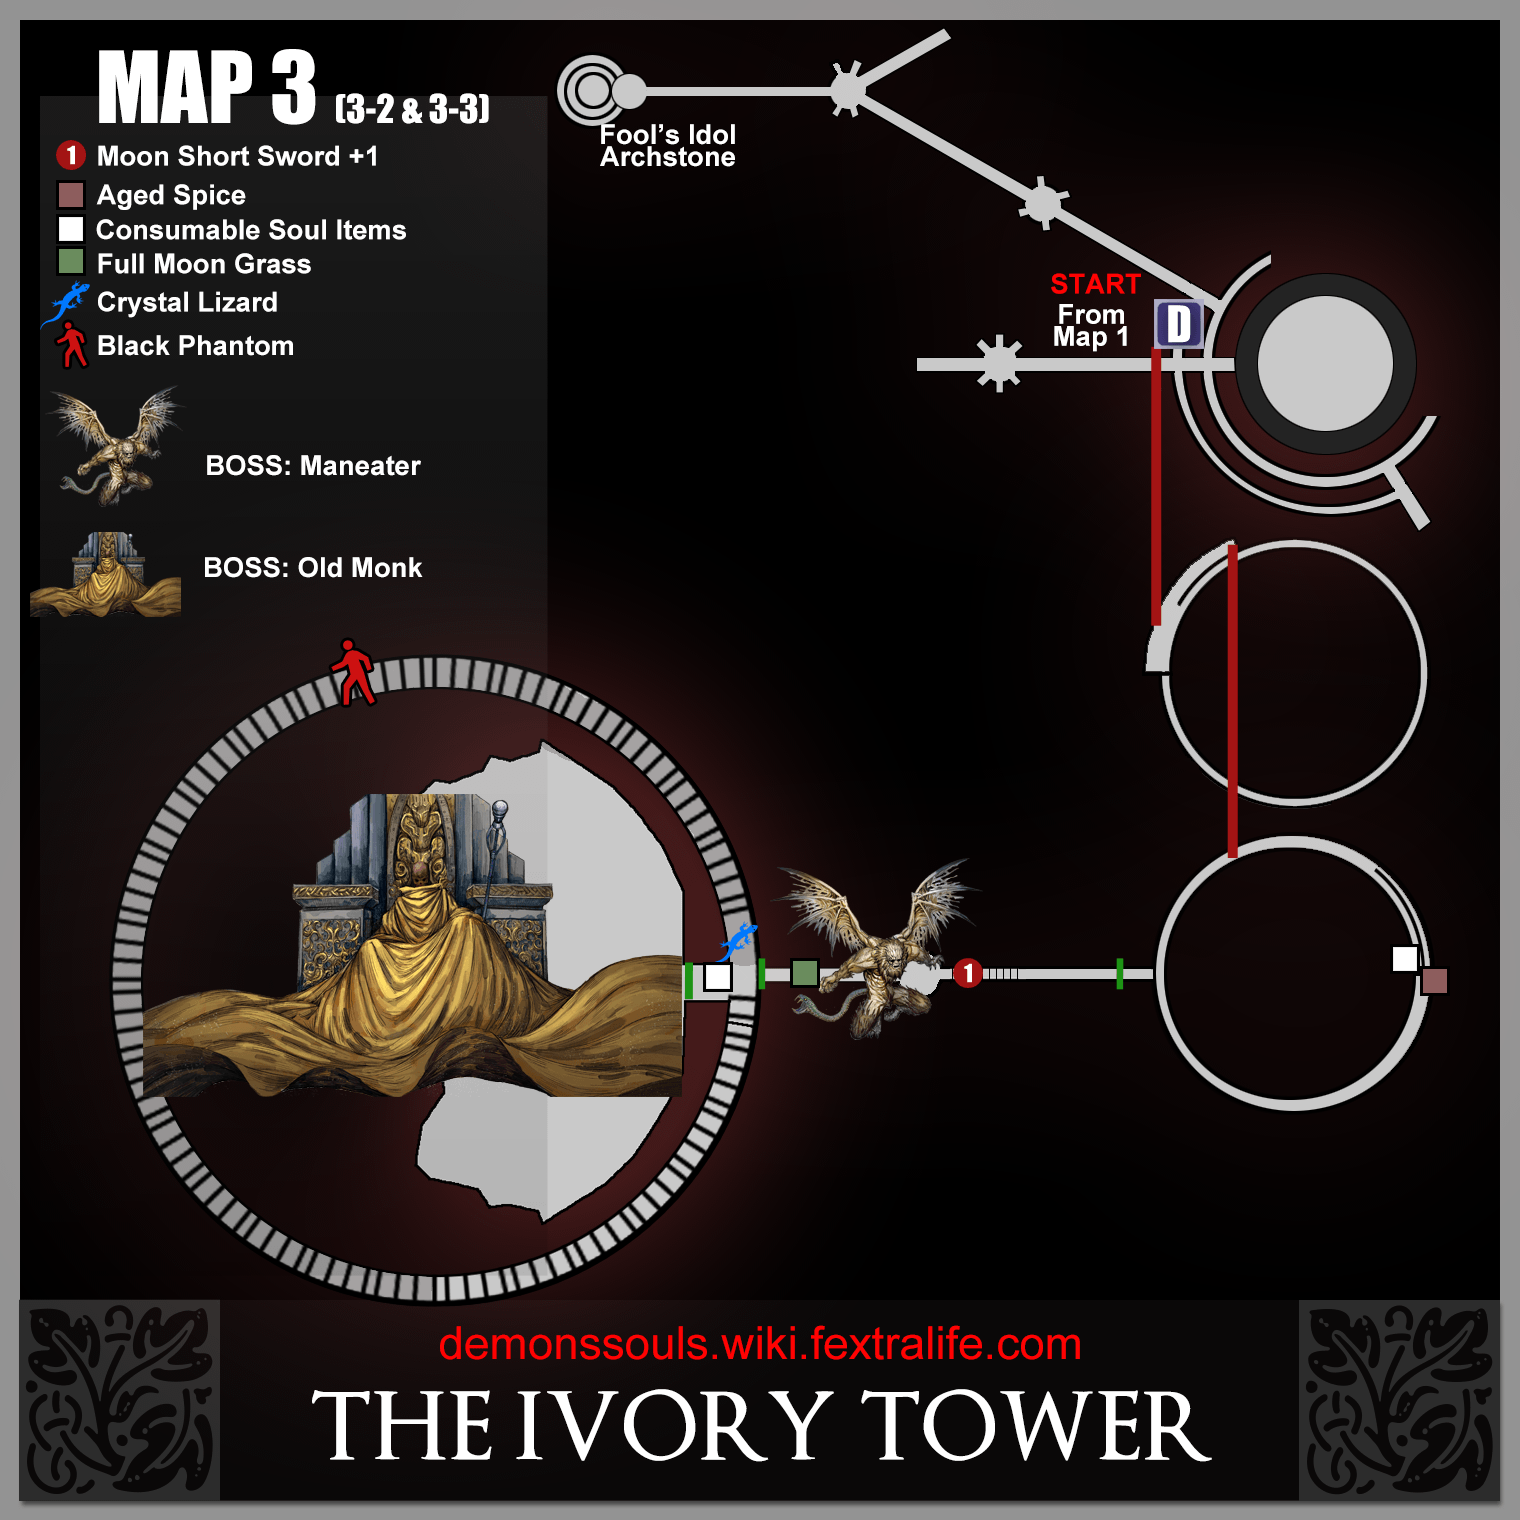 MAP 3 (3-2 & 3-3)
1 Moon Short Sword +1
Aged Spice
Consumable Soul Items
Full Moon Grass
Crystal Lizard
Black Phantom
BOSS: Maneater
BOSS: Old Monk
Fool's Idol
Archstone
START
From
Map 1
D
1
demonssouls.wiki.fextralife.com
THE IVORY TOWER